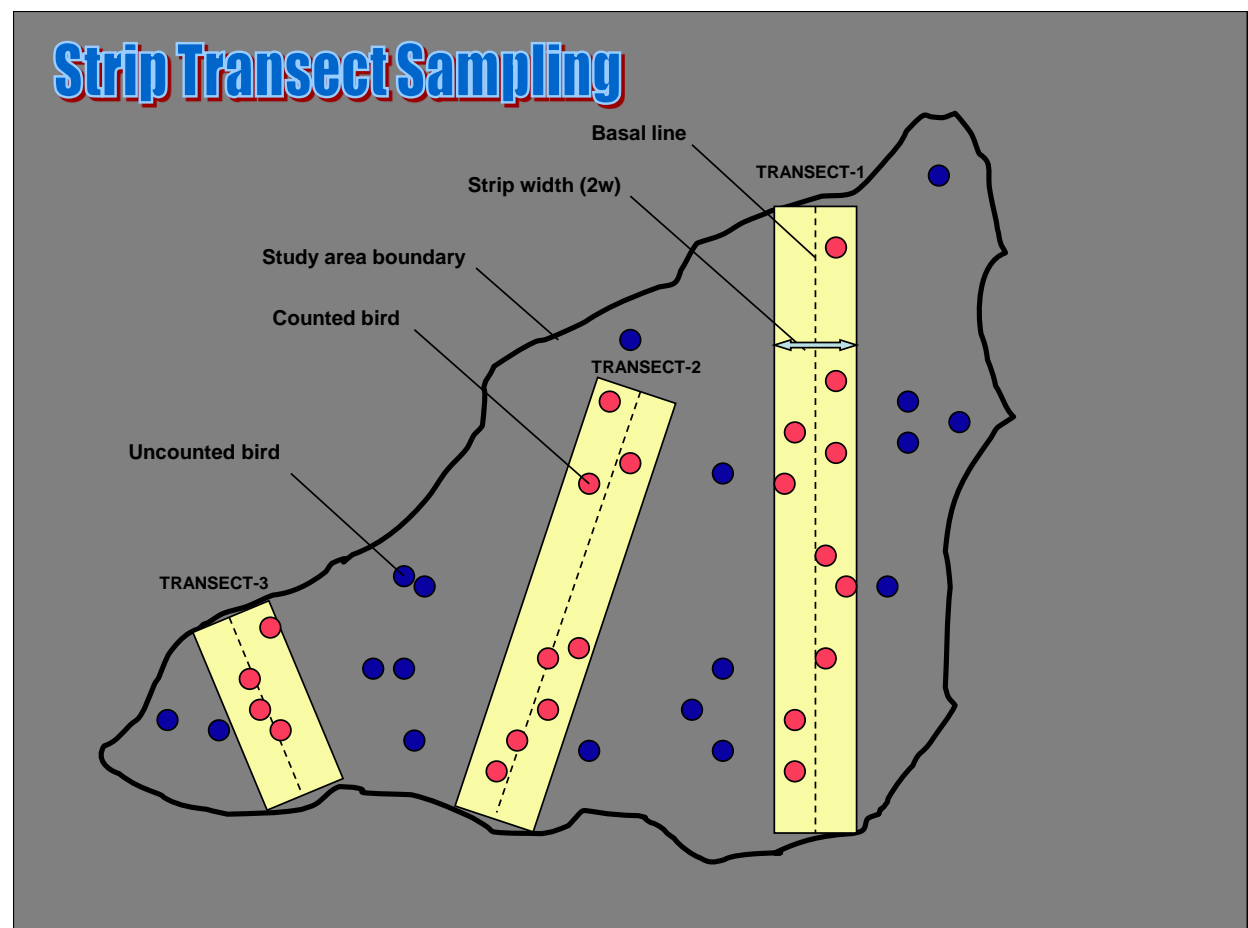 Strip Transect Sampling
Basal line
TRANSECT-1
Strip width (2w)
Study area boundary
Counted bird
TRANSECT-2
Uncounted bird
TRANSECT-3